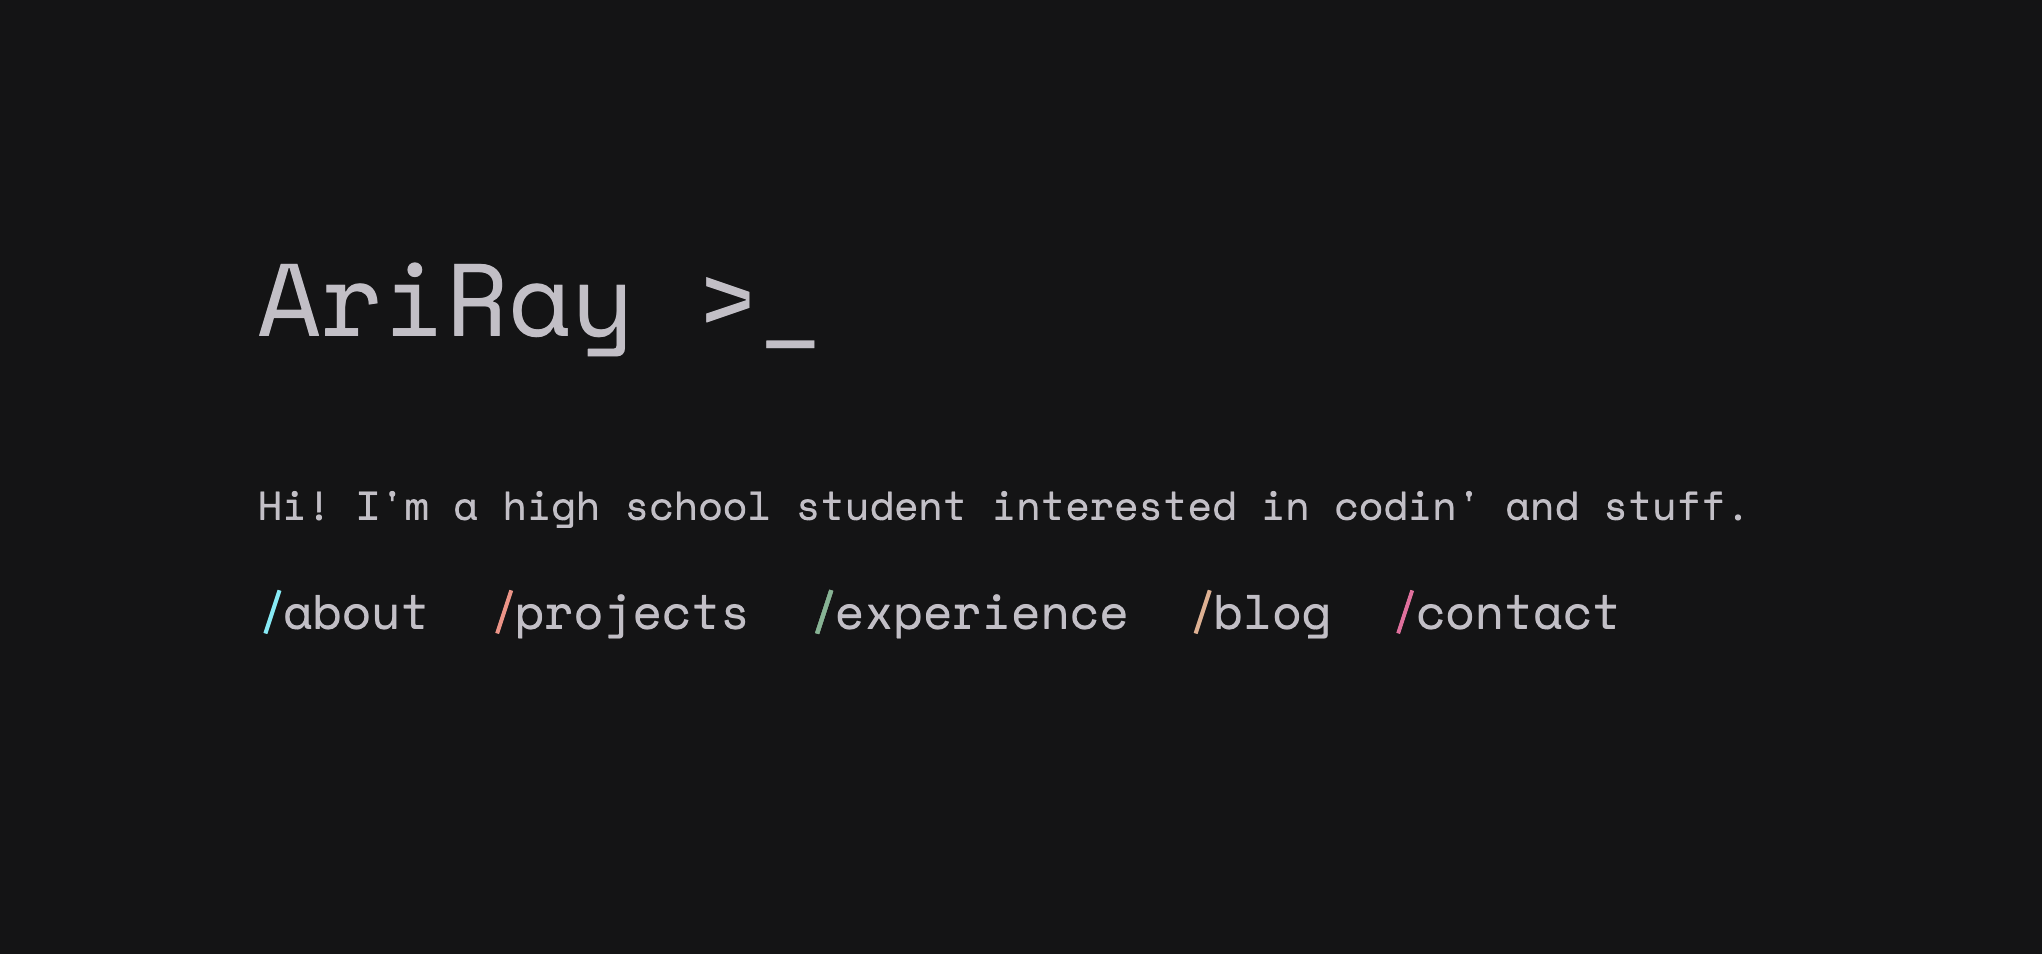 AriRay >_
Hi! I'm a high school student interested in codin' and stuff.
/about /projects /experience /blog /contact